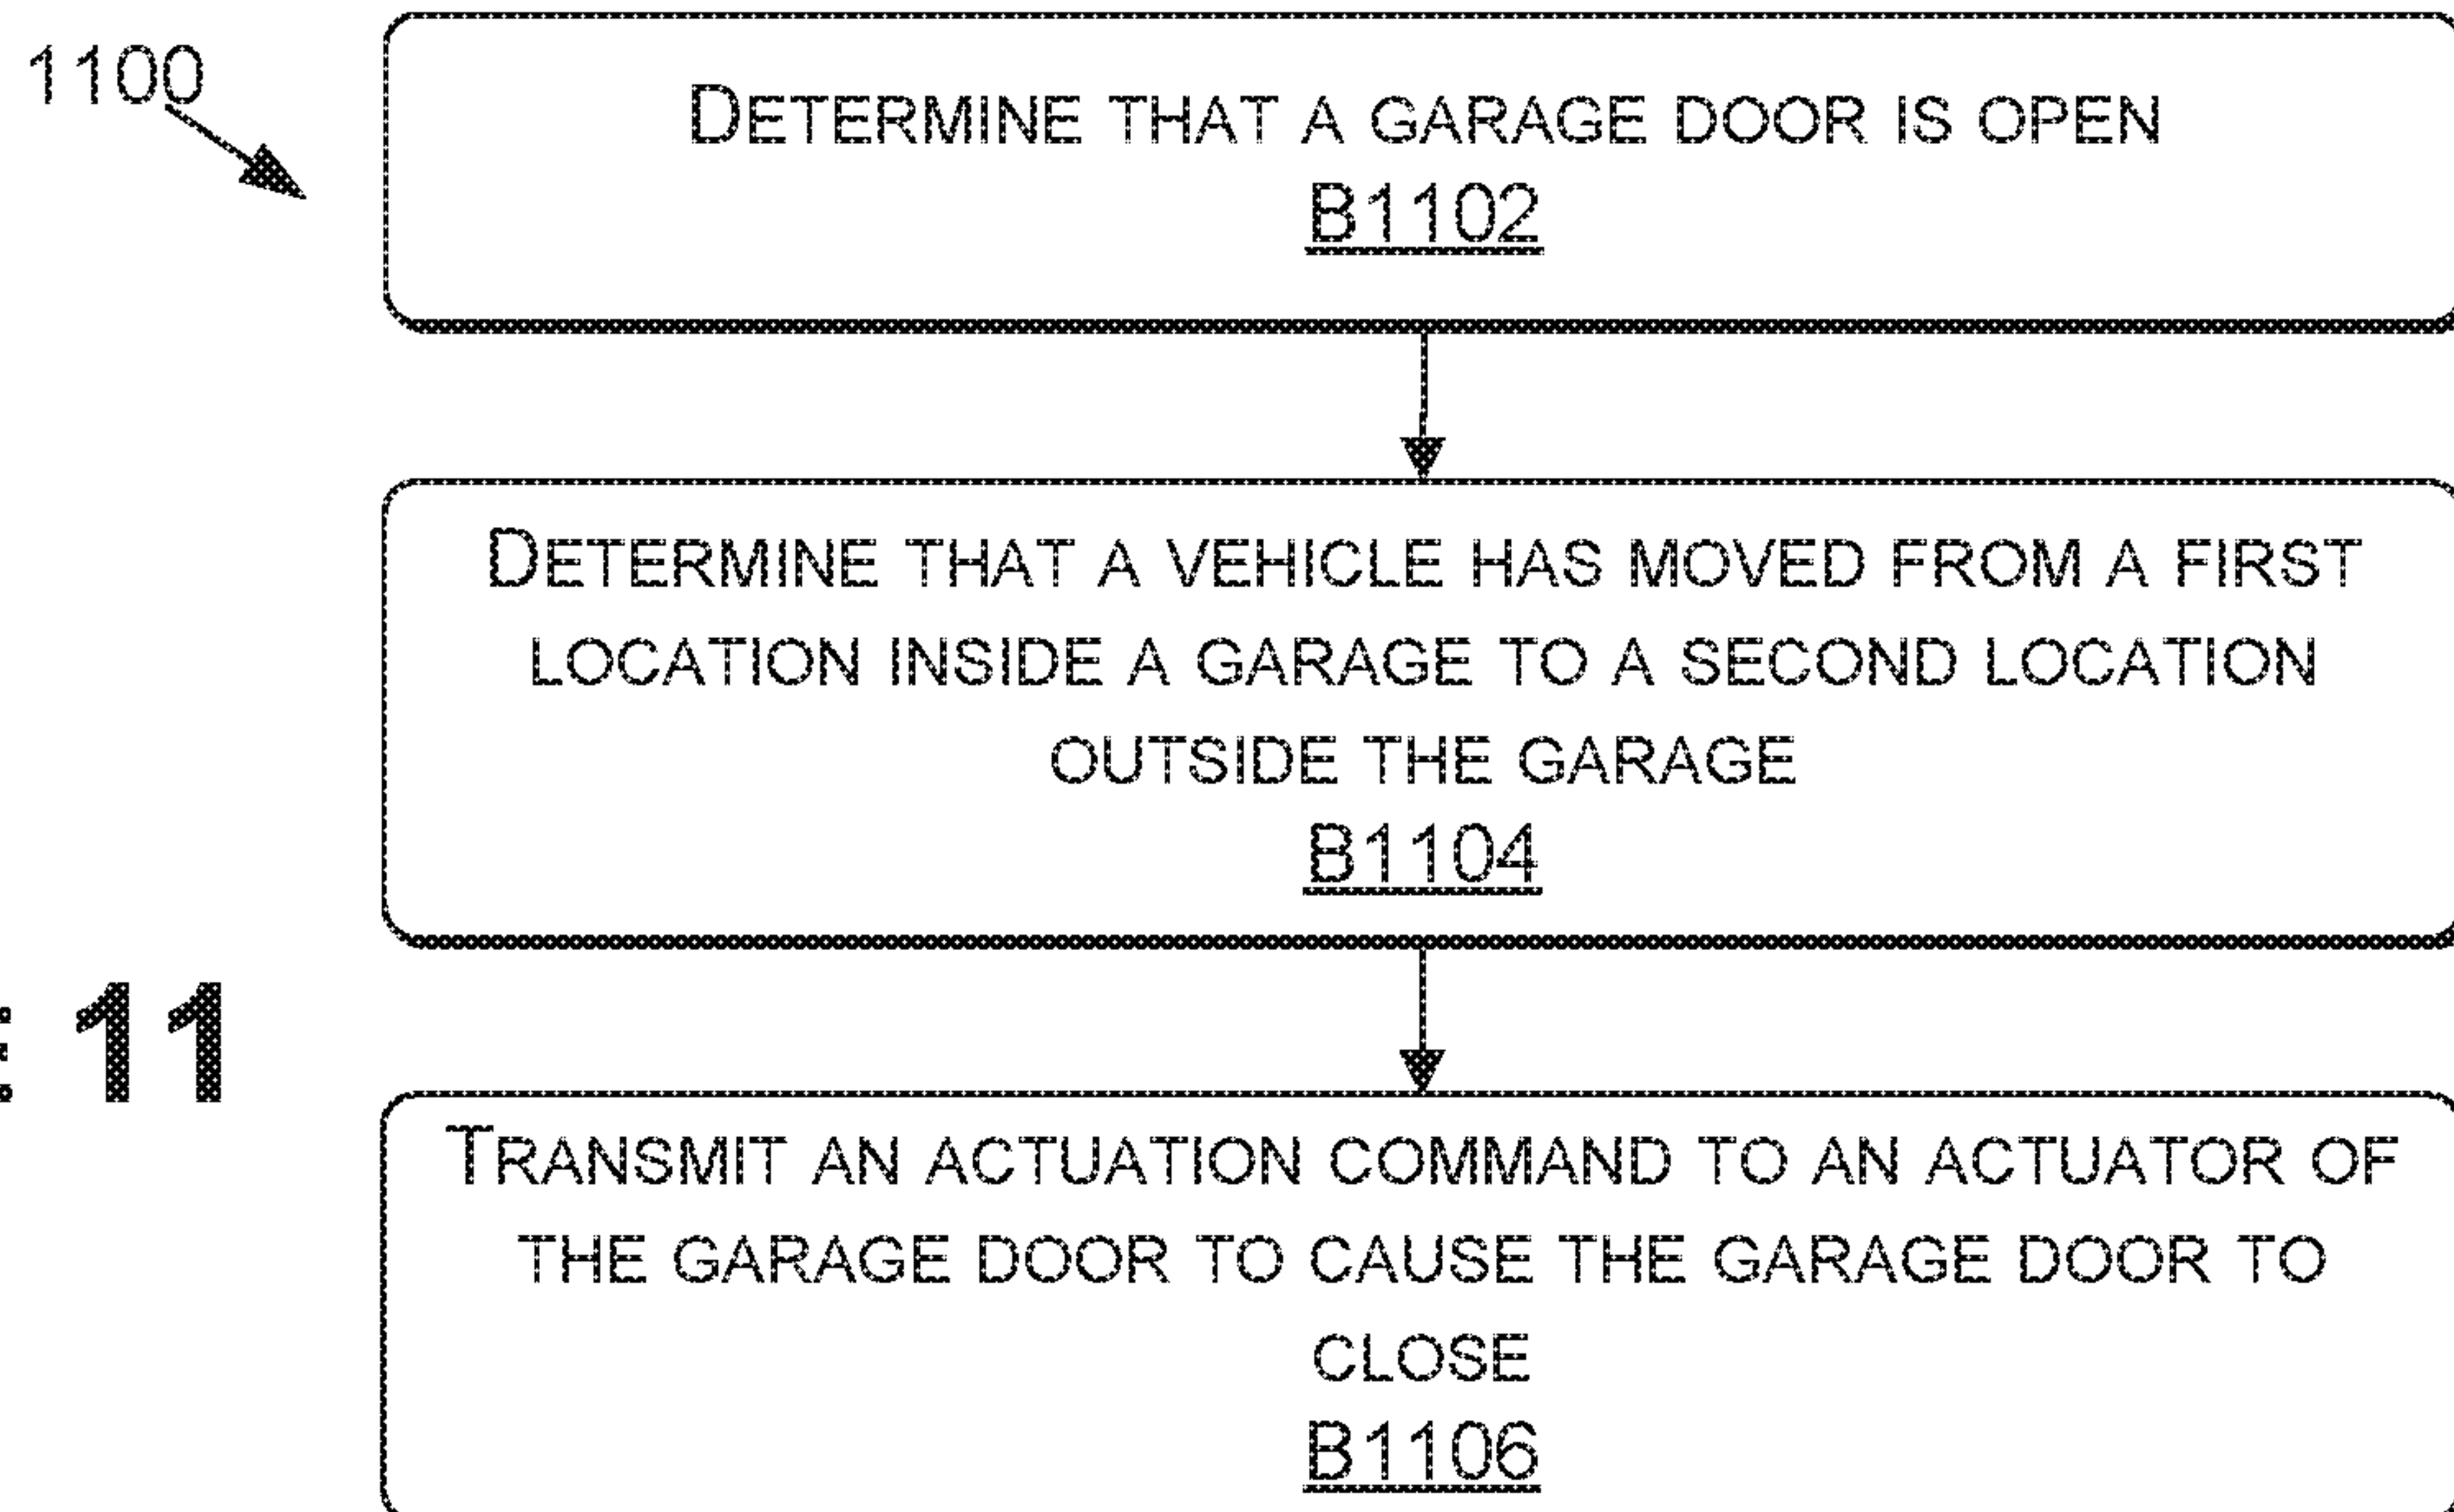 1100
DETERMINE THAT A GARAGE DOOR IS OPEN
B1102
DETERMINE THAT A VEHICLE HAS MOVED FROM A FIRST
LOCATION INSIDE A GARAGE TO A SECOND LOCATION
OUTSIDE THE GARAGE
B1104
11
TRANSMIT AN ACTUATION COMMAND TO AN ACTUATOR OF
THE GARAGE DOOR TO CAUSE THE GARAGE DOOR TO
CLOSE
B1106